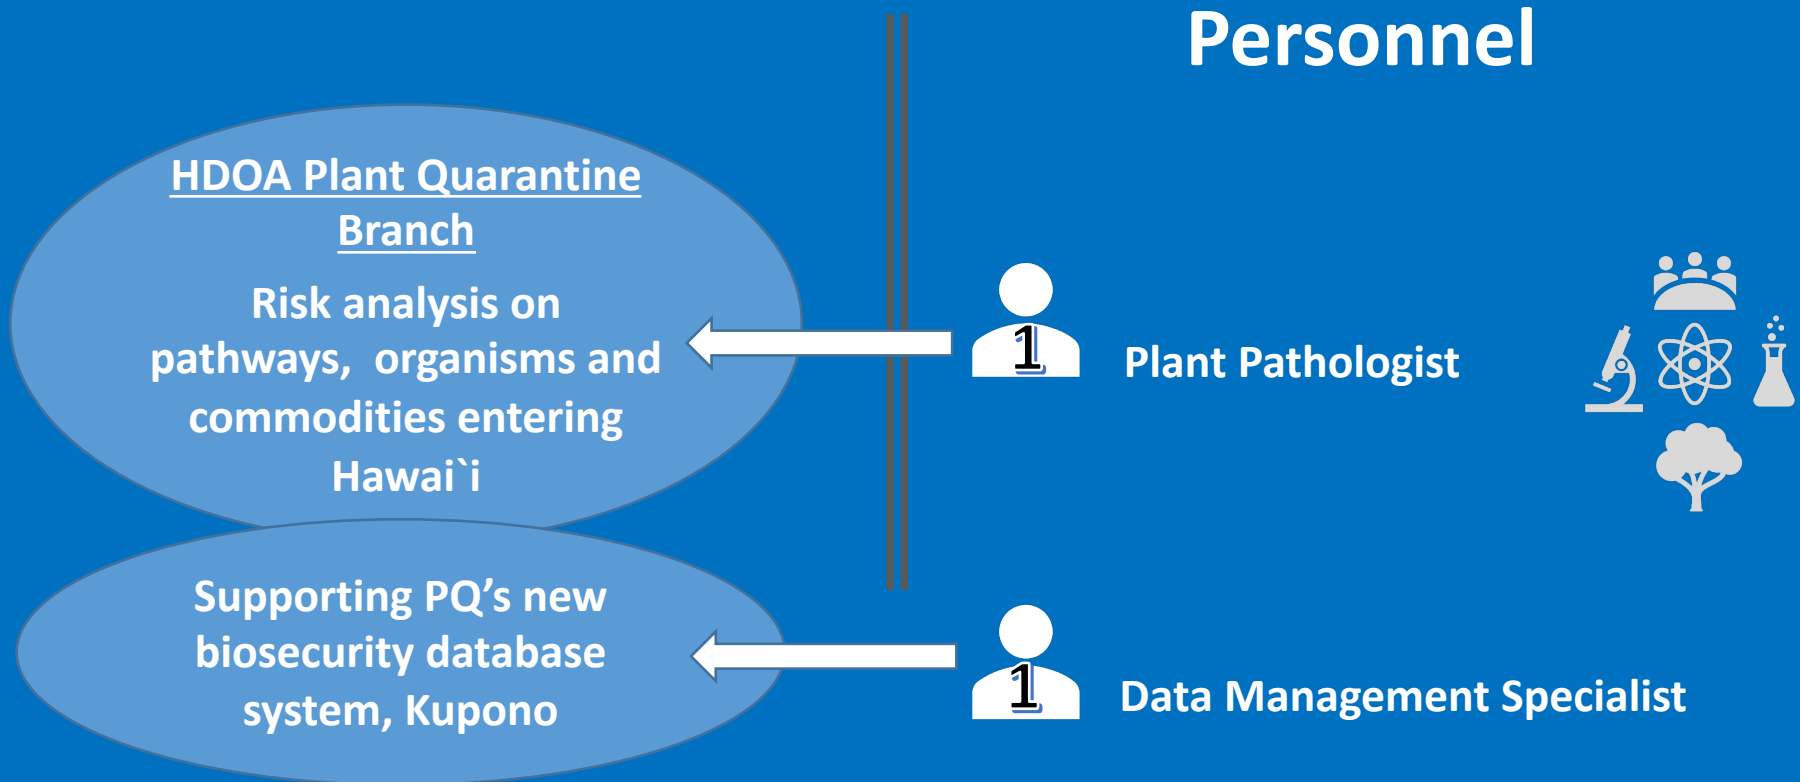 Personnel
HDOA Plant Quarantine
Branch
Risk analysis on
pathways, organisms and
commodities entering
Hawai`i
1
Plant Pathologist
Supporting PQ’s new
biosecurity database
system, Kupono
1
Data Management Specialist